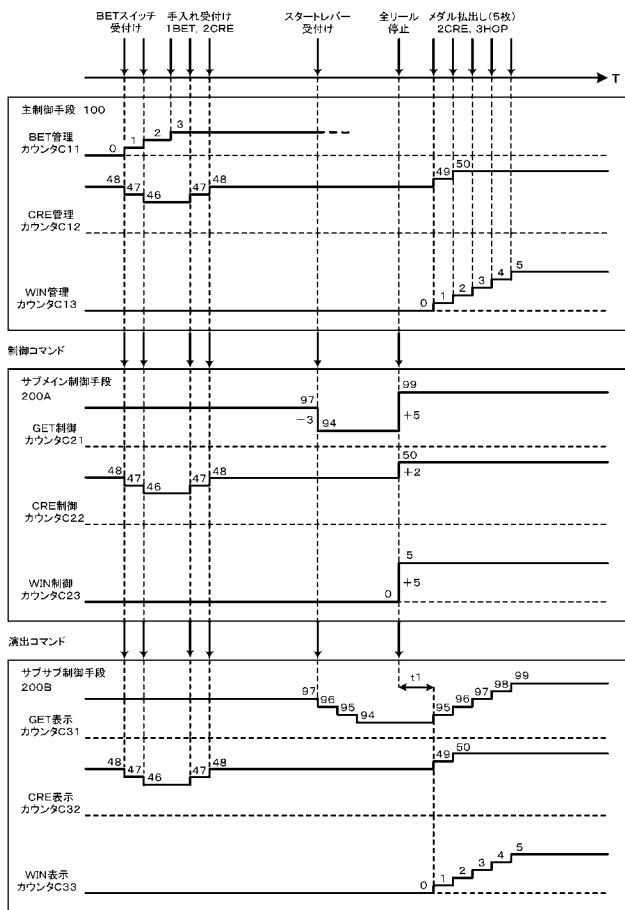 BETスイッチ
受付け
手入れ受付け
1BET, 2CRE
スタートレバー
受付け
全リール
停止
メダル払出し(5枚)
2CRE, 3HOP
T
主制御手段 100
BET管理
カウンタC11
0 1 2 3
CRE管理
カウンタC12
48 47 46 47 48 49 50
WIN管理
カウンタC13
0 1 2 3 4 5
制御コマンド
サブメイン制御手段
200A
GET制御
カウンタC21
97 −3 94 99 +5
CRE制御
カウンタC22
48 47 46 47 48 50 +2
WIN制御
カウンタC23
0 5 +5
演出コマンド
サブサブ制御手段
200B
t1
GET表示
カウンタC31
97 96 95 94 95 96 97 98 99
CRE表示
カウンタC32
48 47 46 47 48 49 50
WIN表示
カウンタC33
0 1 2 3 4 5